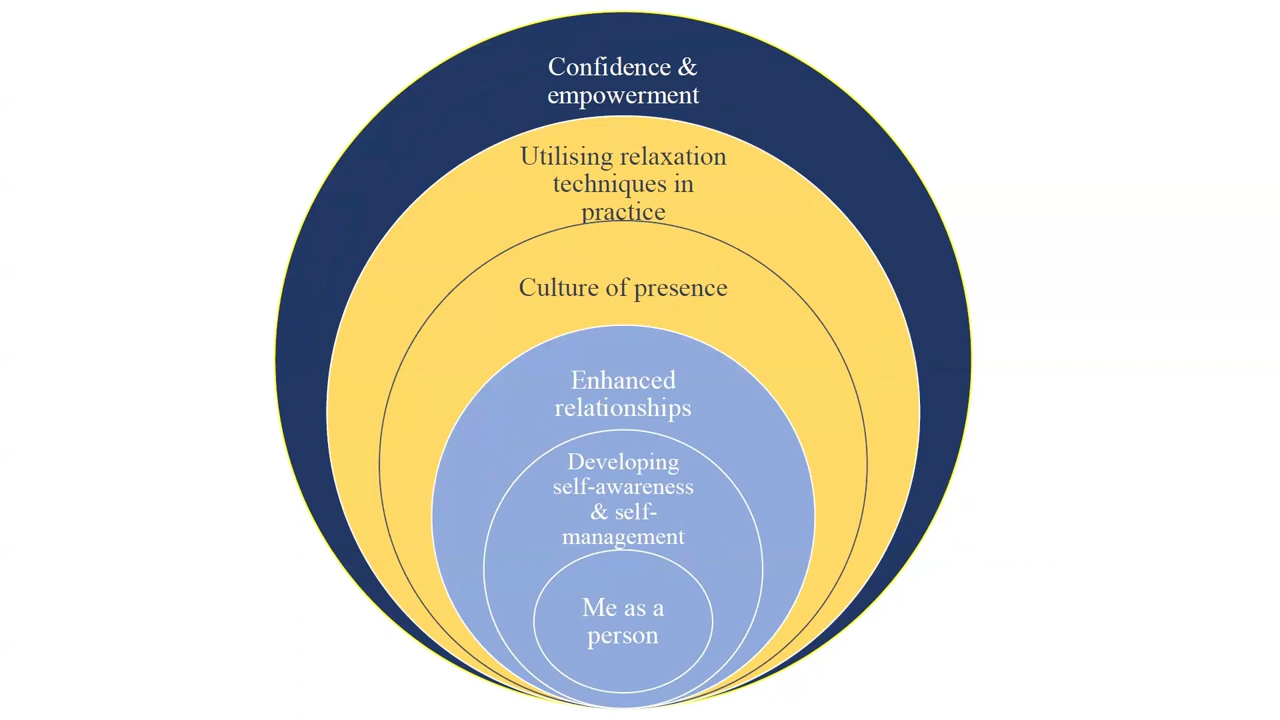 Confidence &
empowerment
Utilising relaxation
techniques in
practice
Culture of presence
Enhanced
relationships
Developing
self-awareness
& self-
management
Me as a
person